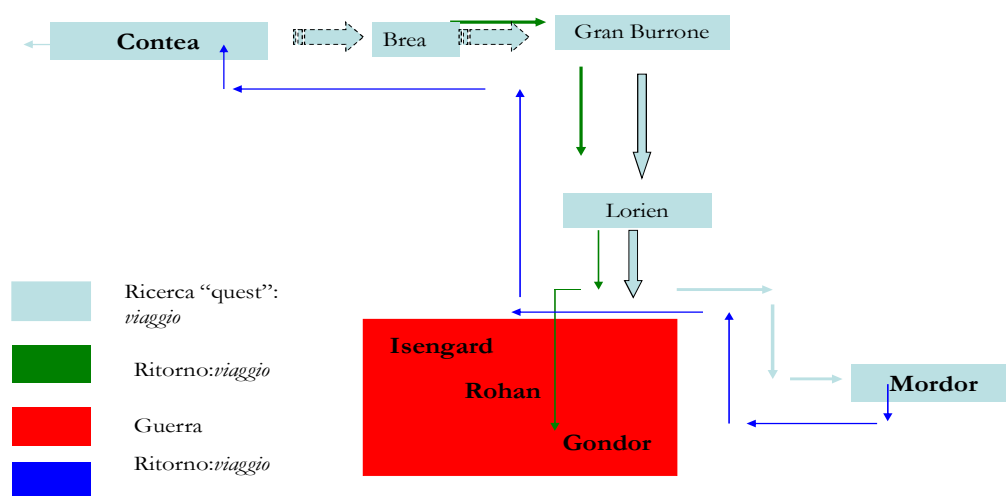 Contea
Brea
Gran Burrone
Lorien
Ricerca “quest”:
viaggio
Ritorno:viaggio
Guerra
Ritorno:viaggio
Isengard
Rohan
Gondor
Mordor